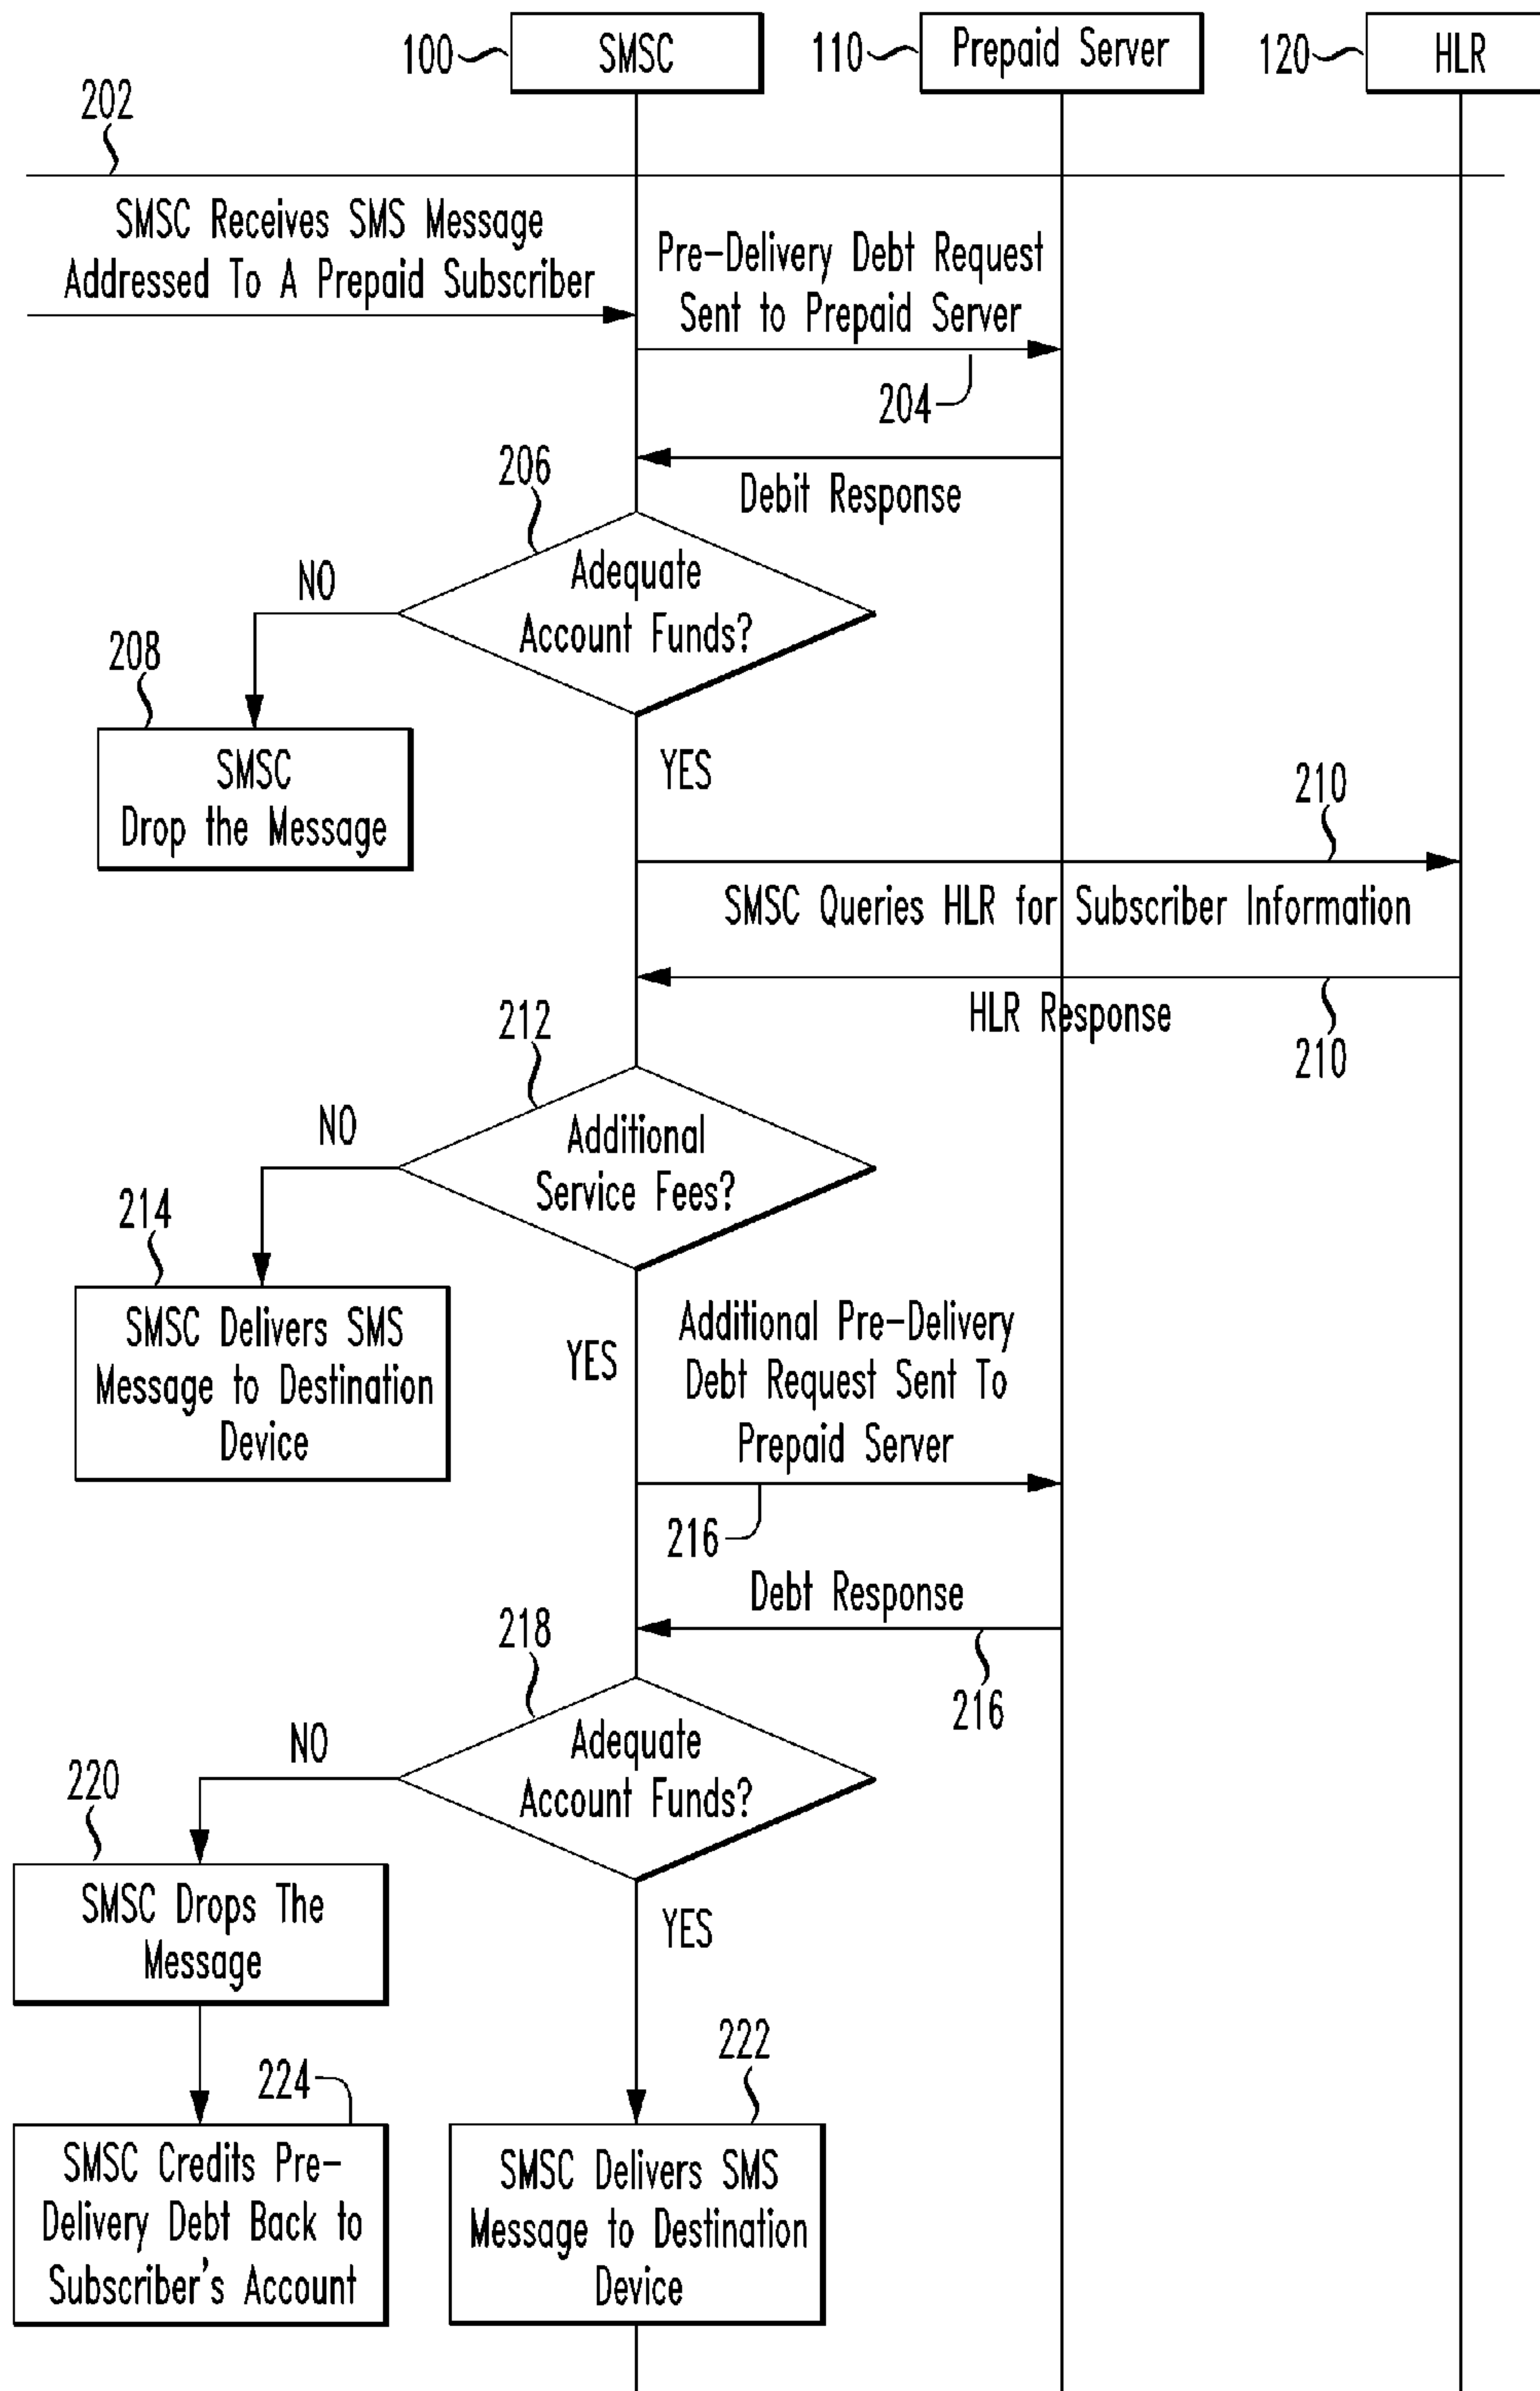 100
SMSC
110
Prepaid Server
120
HLR
202
SMSC Receives SMS Message
Addressed To A Prepaid Subscriber
Pre-Delivery Debt Request
Sent to Prepaid Server
204
Debit Response
206
Adequate
Account Funds?
NO
208
SMSC
Drop the Message
YES
210
SMSC Queries HLR for Subscriber Information
HLR Response
210
212
Additional
Service Fees?
NO
214
SMSC Delivers SMS
Message to Destination
Device
YES
Additional Pre-Delivery
Debt Request Sent To
Prepaid Server
216
Debt Response
216
218
Adequate
Account Funds?
NO
220
SMSC Drops The
Message
YES
224
SMSC Credits Pre-
Delivery Debt Back to
Subscriber's Account
222
SMSC Delivers SMS
Message to Destination
Device